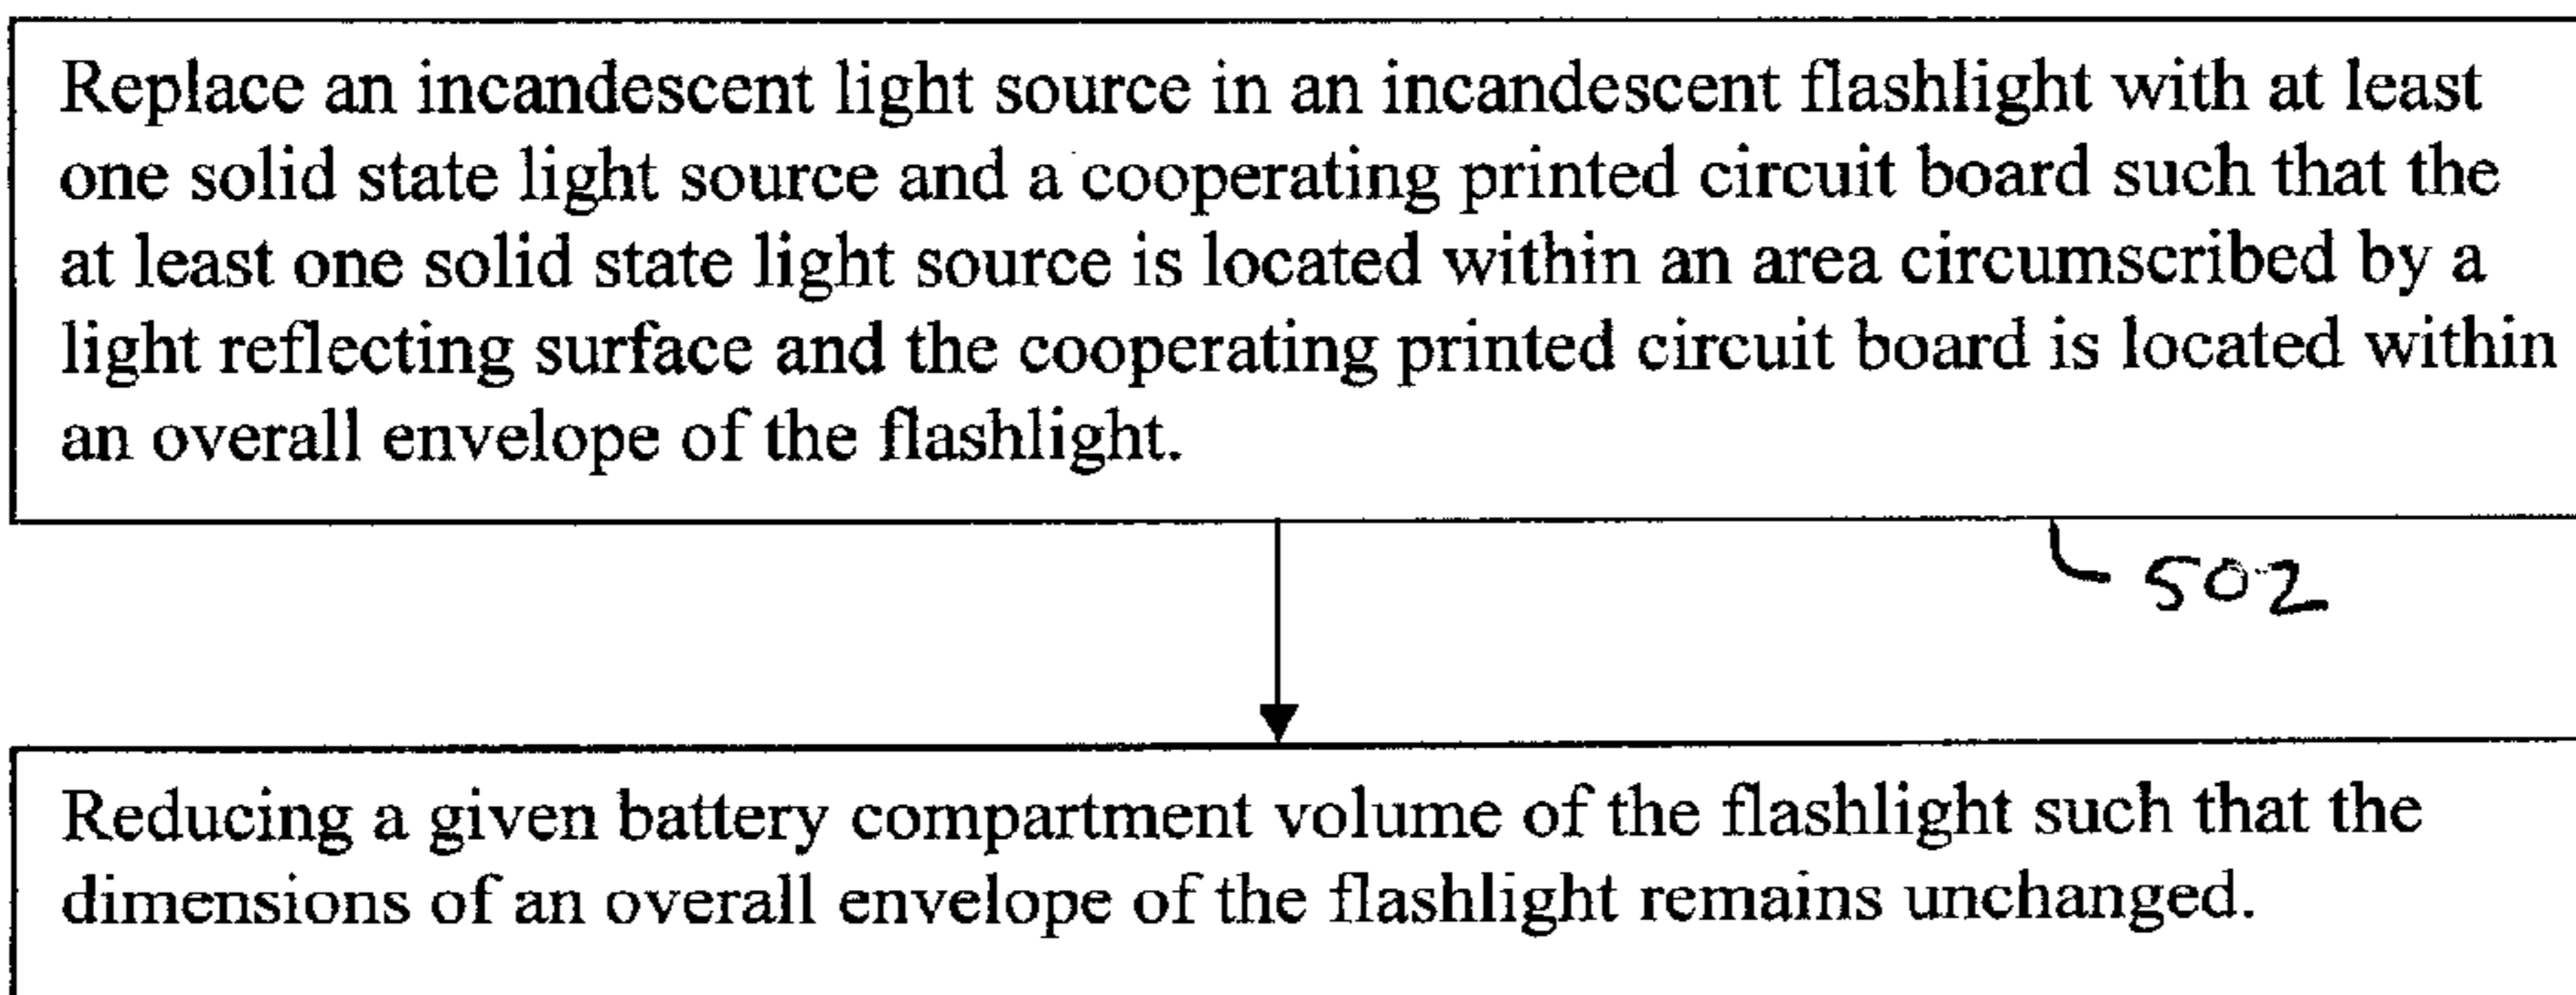 Replace an incandescent light source in an incandescent flashlight with at least
one solid state light source and a cooperating printed circuit board such that the
at least one solid state light source is located within an area circumscribed by a
light reflecting surface and the cooperating printed circuit board is located within
an overall envelope of the flashlight.
502
Reducing a given battery compartment volume of the flashlight such that the
dimensions of an overall envelope of the flashlight remains unchanged.